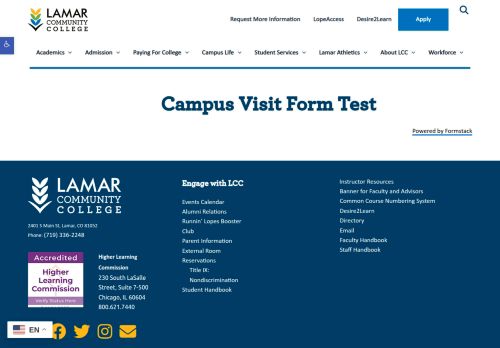 LAMAR
COMMUNITY
COLLEGE
Request More Information LopeAccess Desire2Learn Apply
Academics Admission Paying For College Campus Life Student Services Lamar Athletics About LCC Workforce
Campus Visit Form Test
Powered by Formstack
LAMAR
COMMUNITY
COLLEGE
2401 S Main St, Lamar, CO 81052
Phone: (719) 336-2248
Accredited
Higher
Learning
Commission
Verify Status Here
Higher Learning
Commission
230 South LaSalle
Street, Suite 7-500
Chicago, IL 60604
800.621.7440
Engage with LCC
Events Calendar
Alumni Relations
Runnin' Lopes Booster
Club
Parent Information
External Room
Reservations
Title IX:
Nondiscrimination
Student Handbook
Instructor Resources
Banner for Faculty and Advisors
Common Course Numbering System
Desire2Learn
Directory
Email
Faculty Handbook
Staff Handbook
EN